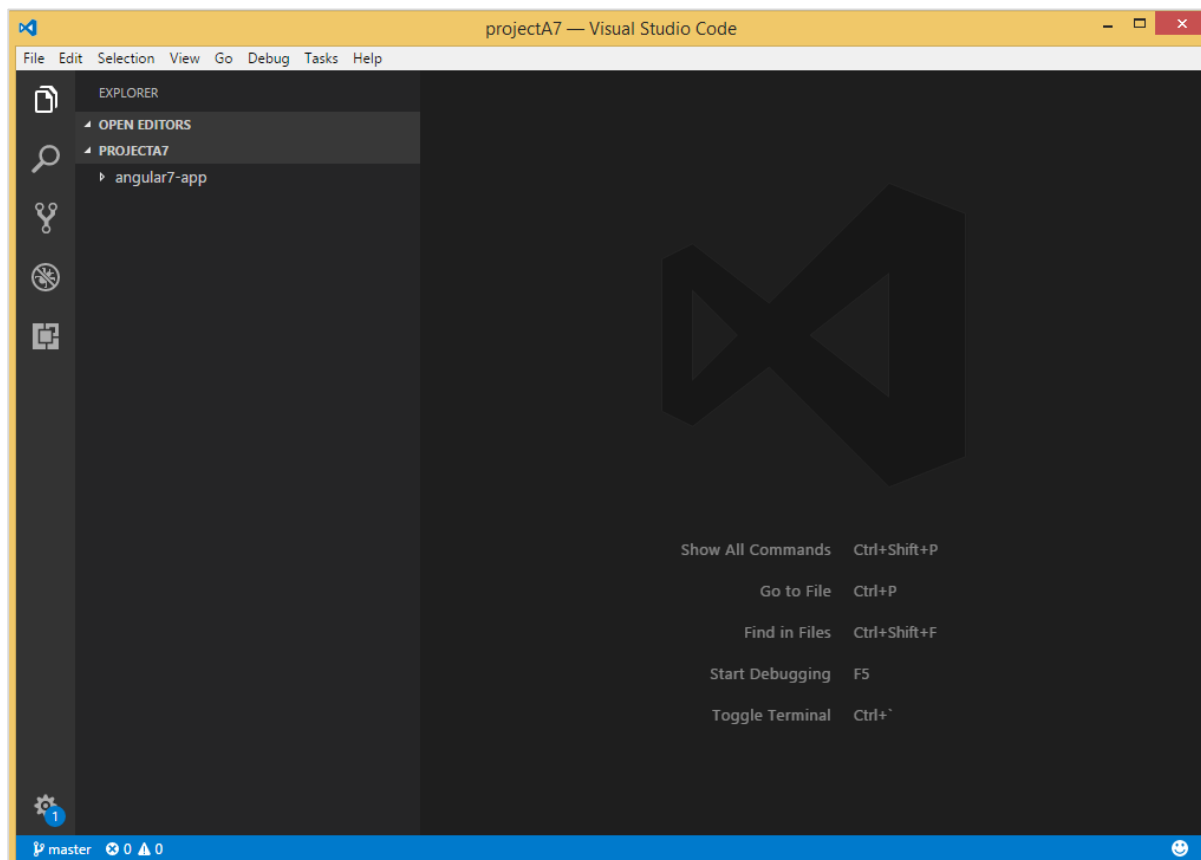 projectA7 — Visual Studio Code
File Edit Selection View Go Debug Tasks Help
EXPLORER
OPEN EDITORS
PROJECTA7
angular7-app
Show All Commands Ctrl+Shift+P
Go to File Ctrl+P
Find in Files Ctrl+Shift+F
Start Debugging F5
Toggle Terminal Ctrl+`
1
master 0 0